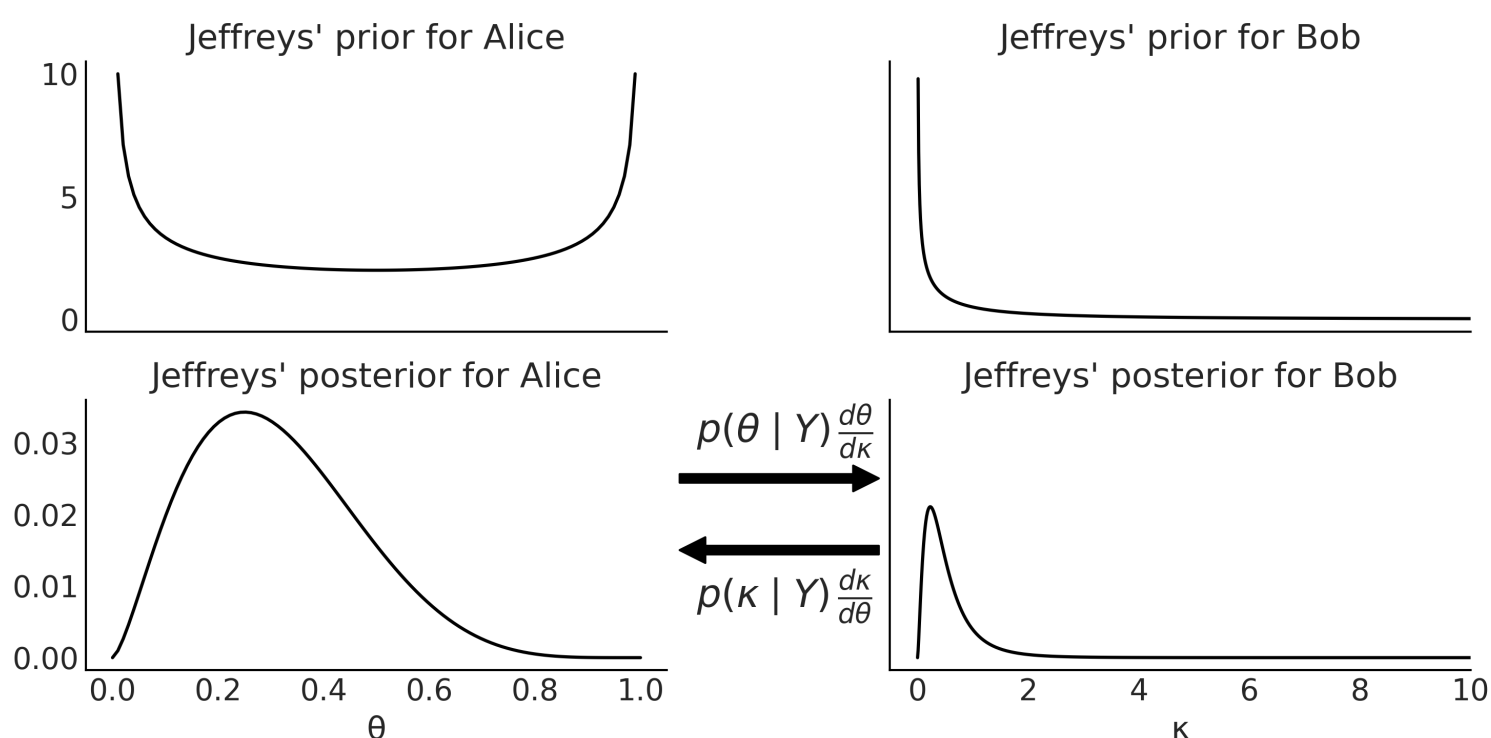 Jeffreys' prior for Alice
10
5
0
Jeffreys' prior for Bob
Jeffreys' posterior for Alice
0.03
0.02
0.01
0.00
0.0 0.2 0.4 0.6 0.8 1.0
θ
p(θ | Y) dθ/dκ
p(κ | Y) dκ/dθ
Jeffreys' posterior for Bob
0 2 4 6 8 10
κ